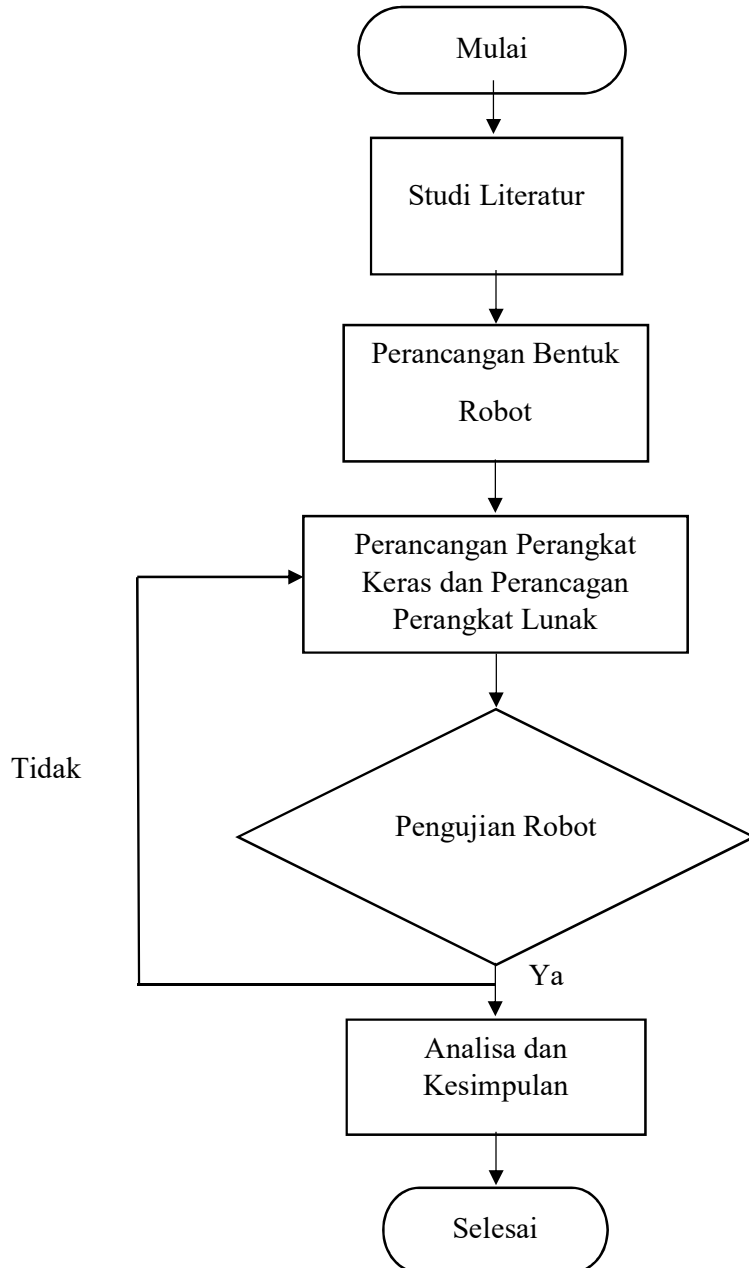 Mulai
Studi Literatur
Perancangan Bentuk
Robot
Perancangan Perangkat
Keras dan Perancagan
Perangkat Lunak
Tidak
Pengujian Robot
Ya
Analisa dan
Kesimpulan
Selesai